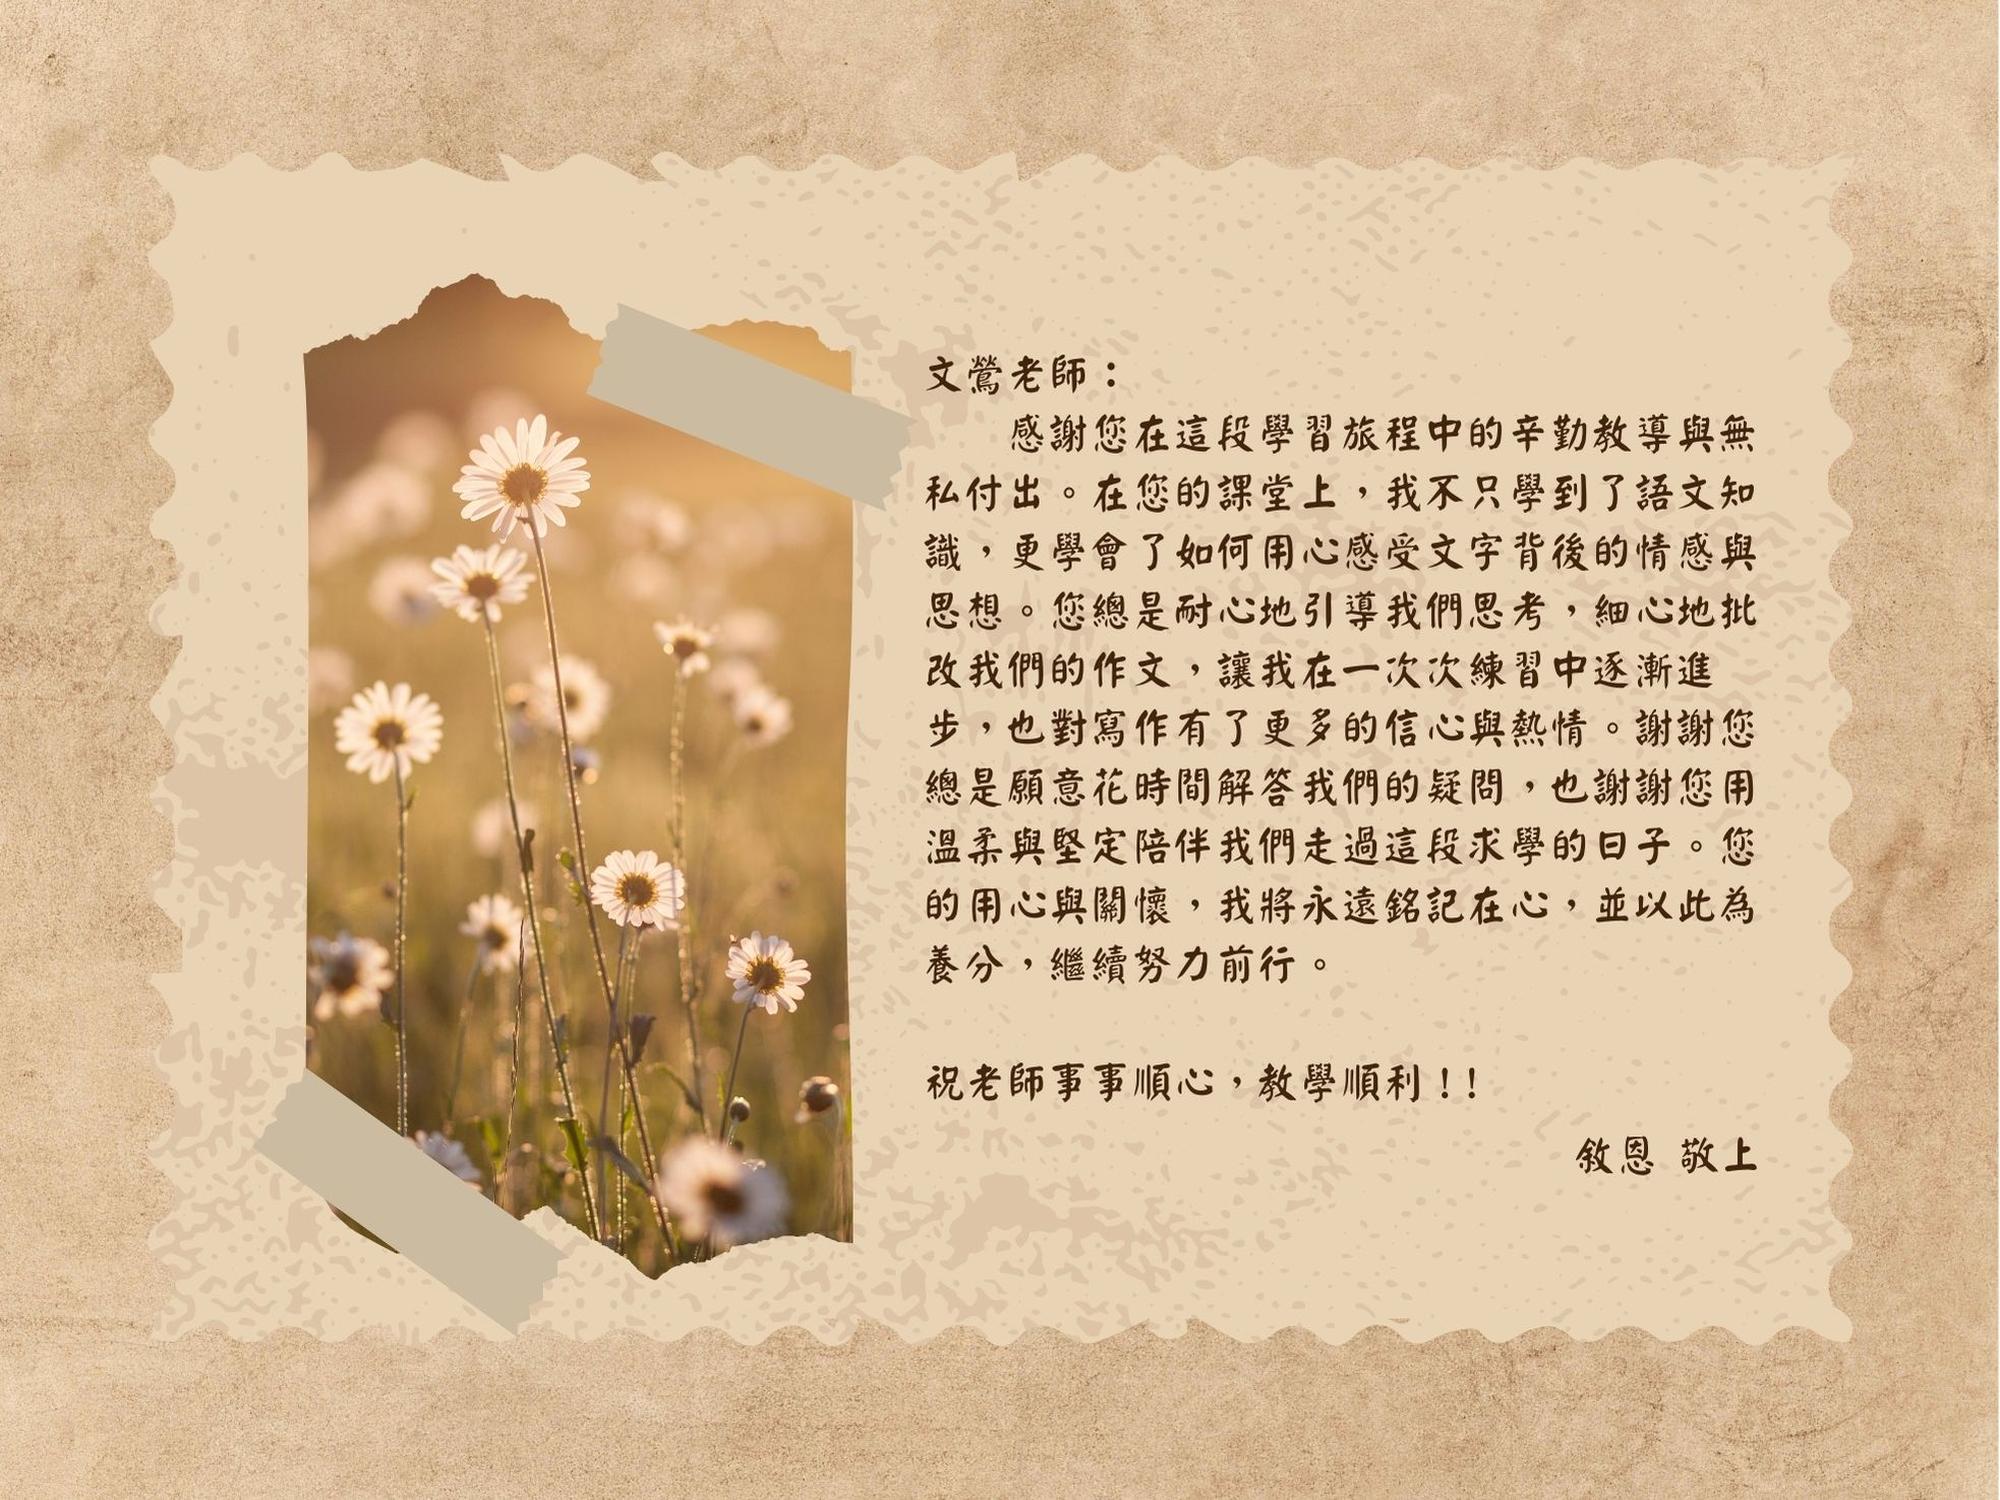 文鶯老師：
感謝您在這段學習旅程中的辛勤教導與無
私付出。在您的課堂上，我不只學到了語文知
識，更學會了如何用心感受文字背後的情感與
思想。您總是耐心地引導我們思考，細心地批
改我們的作文，讓我在一次次練習中逐漸進
步，也對寫作有了更多的信心與熱情。謝謝您
總是願意花時間解答我們的疑問，也謝謝您用
溫柔與堅定陪伴我們走過這段求學的日子。您
的用心與關懷，我將永遠銘記在心，並以此為
養分，繼續努力前行。
祝老師事事順心，教學順利！！
敘恩 敬上